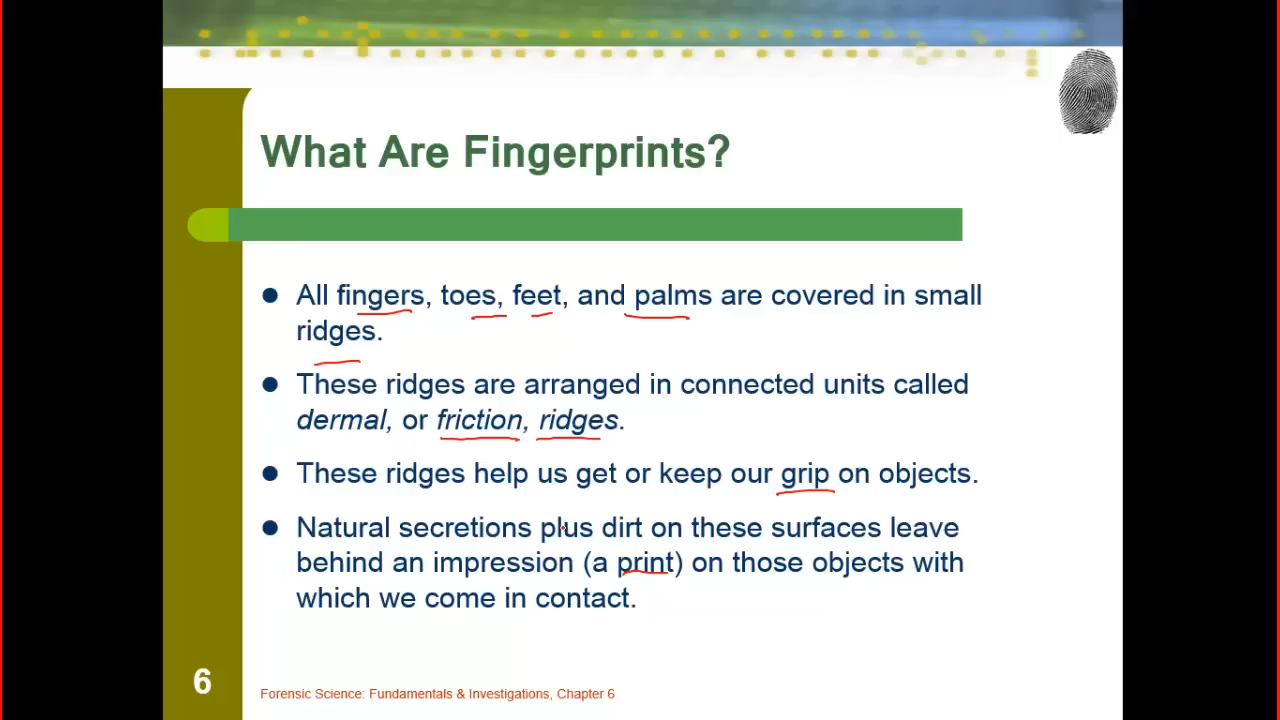 What Are Fingerprints?
All fingers, toes, feet, and palms are covered in small
ridges.
These ridges are arranged in connected units called
dermal, or friction, ridges.
These ridges help us get or keep our grip on objects.
Natural secretions plus dirt on these surfaces leave
behind an impression (a print) on those objects with
which we come in contact.
6
Forensic Science: Fundamentals & Investigations, Chapter 6